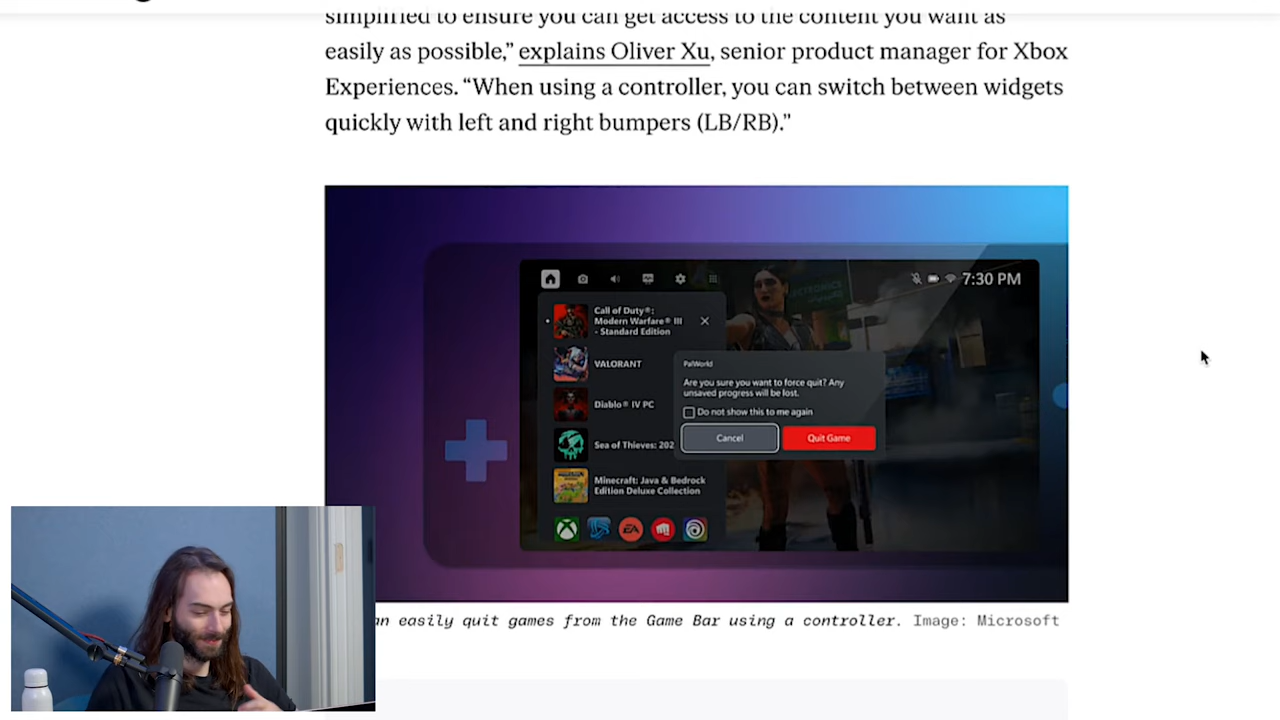 simplified to ensure you can get access to the content you want as
easily as possible,” explains Oliver Xu, senior product manager for Xbox
Experiences. “When using a controller, you can switch between widgets
quickly with left and right bumpers (LB/RB).”
7:30 PM
Call of Duty®:
Modern Warfare® III
- Standard Edition
VALORANT
Diablo® IV PC
Sea of Thieves: 202
Minecraft: Java & Bedrock
Edition Deluxe Collection
EA
PalWorld
Are you sure you want to force quit? Any
unsaved progress will be lost.
Do not show this to me again
Cancel
Quit Game
an easily quit games from the Game Bar using a controller. Image: Microsoft